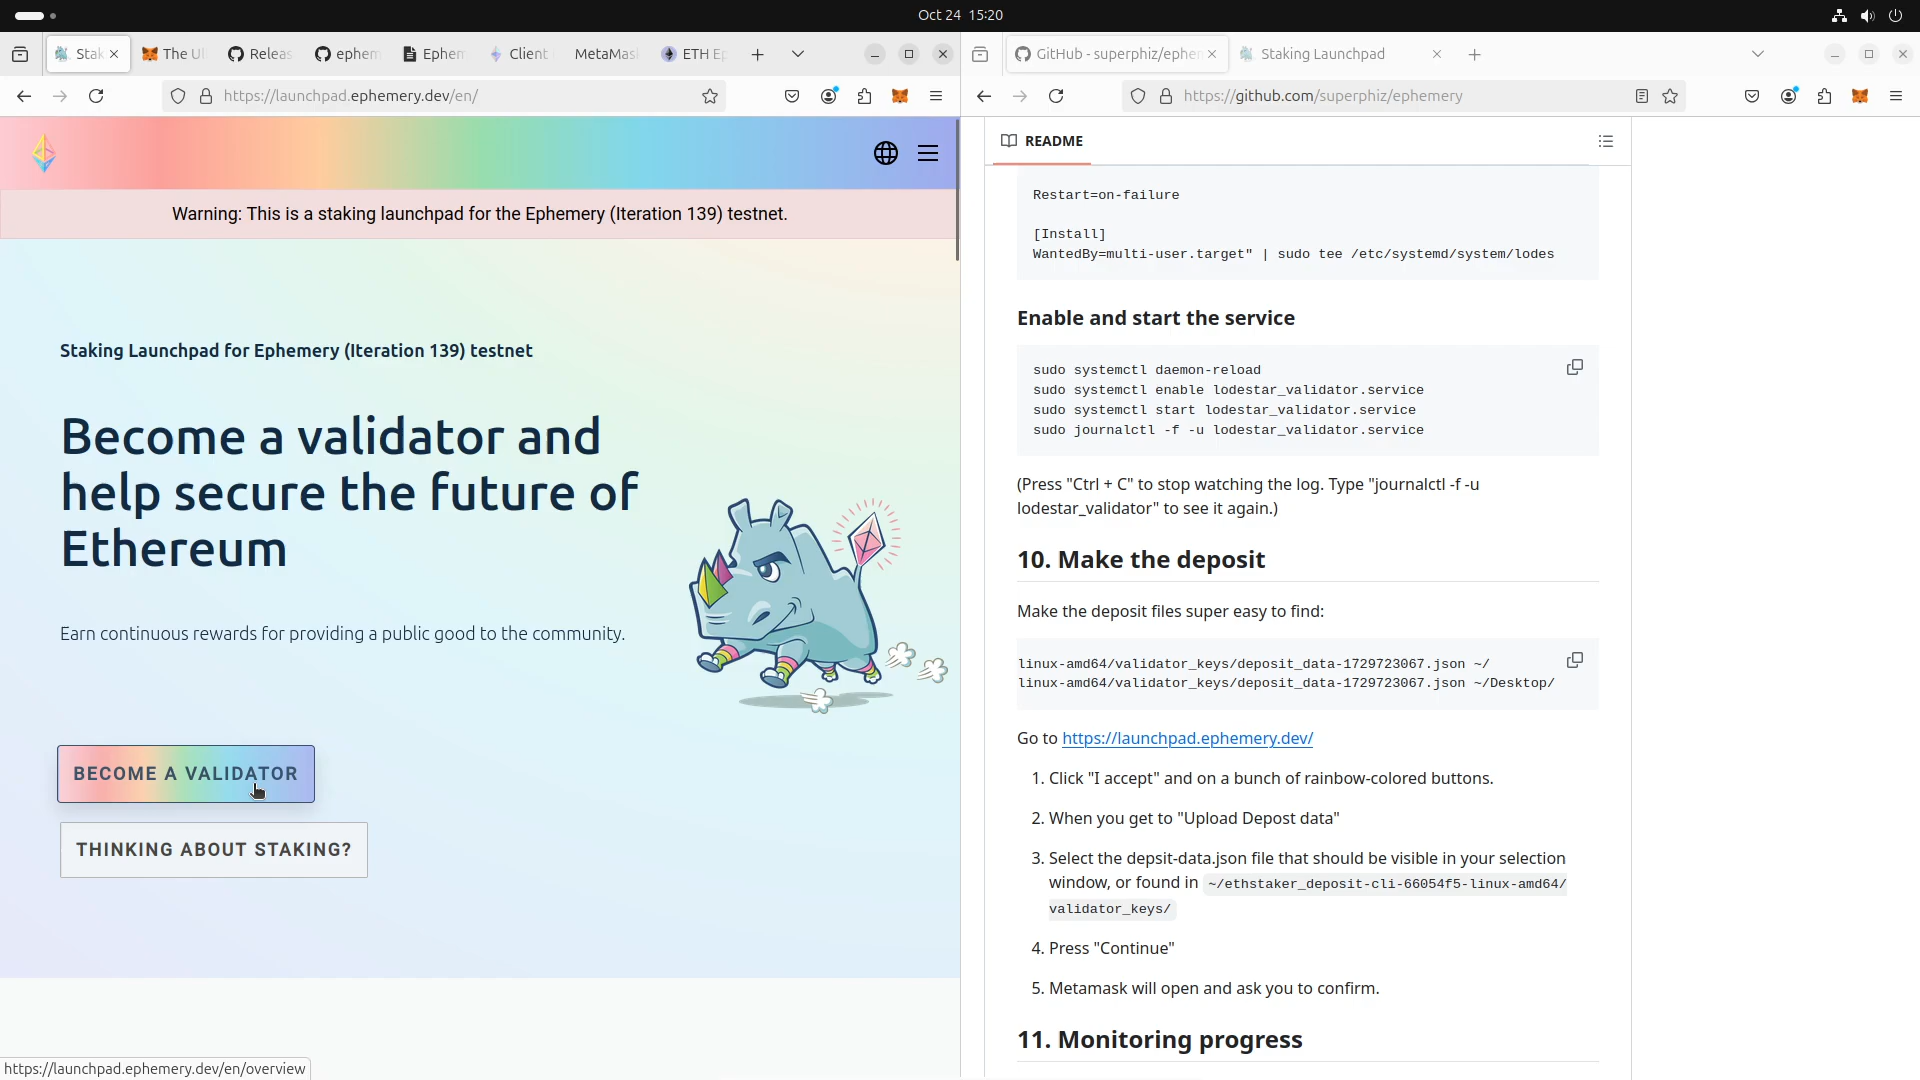 Oct 24 15:20
Stak
The Ul
Releas
ephem
Ephem
Client
MetaMas
ETH Ep
https://launchpad.ephemery.dev/en/
Warning: This is a staking launchpad for the Ephemery (Iteration 139) testnet.
Staking Launchpad for Ephemery (Iteration 139) testnet
Become a validator and
help secure the future of
Ethereum
Earn continuous rewards for providing a public good to the community.
BECOME A VALIDATOR
THINKING ABOUT STAKING?
https://launchpad.ephemery.dev/en/overview
GitHub - superphiz/ephem
Staking Launchpad
https://github.com/superphiz/ephemery
README
Restart=on-failure
[Install]
WantedBy=multi-user.target" | sudo tee /etc/systemd/system/lodes
Enable and start the service
sudo systemctl daemon-reload
sudo systemctl enable lodestar_validator.service
sudo systemctl start lodestar_validator.service
sudo journalctl -f -u lodestar_validator.service
(Press "Ctrl + C" to stop watching the log. Type "journalctl -f -u
lodestar_validator" to see it again.)
10. Make the deposit
Make the deposit files super easy to find:
linux-amd64/validator_keys/deposit_data-1729723067.json ~/
linux-amd64/validator_keys/deposit_data-1729723067.json ~/Desktop/
Go to https://launchpad.ephemery.dev/
1. Click "I accept" and on a bunch of rainbow-colored buttons.
2. When you get to "Upload Depost data"
3. Select the depsit-data.json file that should be visible in your selection
window, or found in ~/ethstaker_deposit-cli-66054f5-linux-amd64/
validator_keys/
4. Press "Continue"
5. Metamask will open and ask you to confirm.
11. Monitoring progress